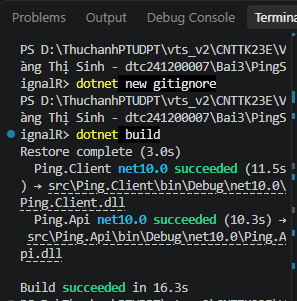 Problems Output Debug Console Terminal
PS D:\ThuchanhPTUDPT\vts_v2\CNTTK23E\V
àng Thị Sinh - dtc241200007\Bai3\PingS
ignalR> dotnet new gitignore
PS D:\ThuchanhPTUDPT\vts_v2\CNTTK23E\V
àng Thị Sinh - dtc241200007\Bai3\PingS
ignalR> dotnet build
Restore complete (3.0s)
Ping.Client net10.0 succeeded (11.5s
) → src\Ping.Client\bin\Debug\net10.0\
Ping.Client.dll
Ping.Api net10.0 succeeded (10.3s) →
src\Ping.Api\bin\Debug\net10.0\Ping.A
pi.dll
Build succeeded in 16.3s